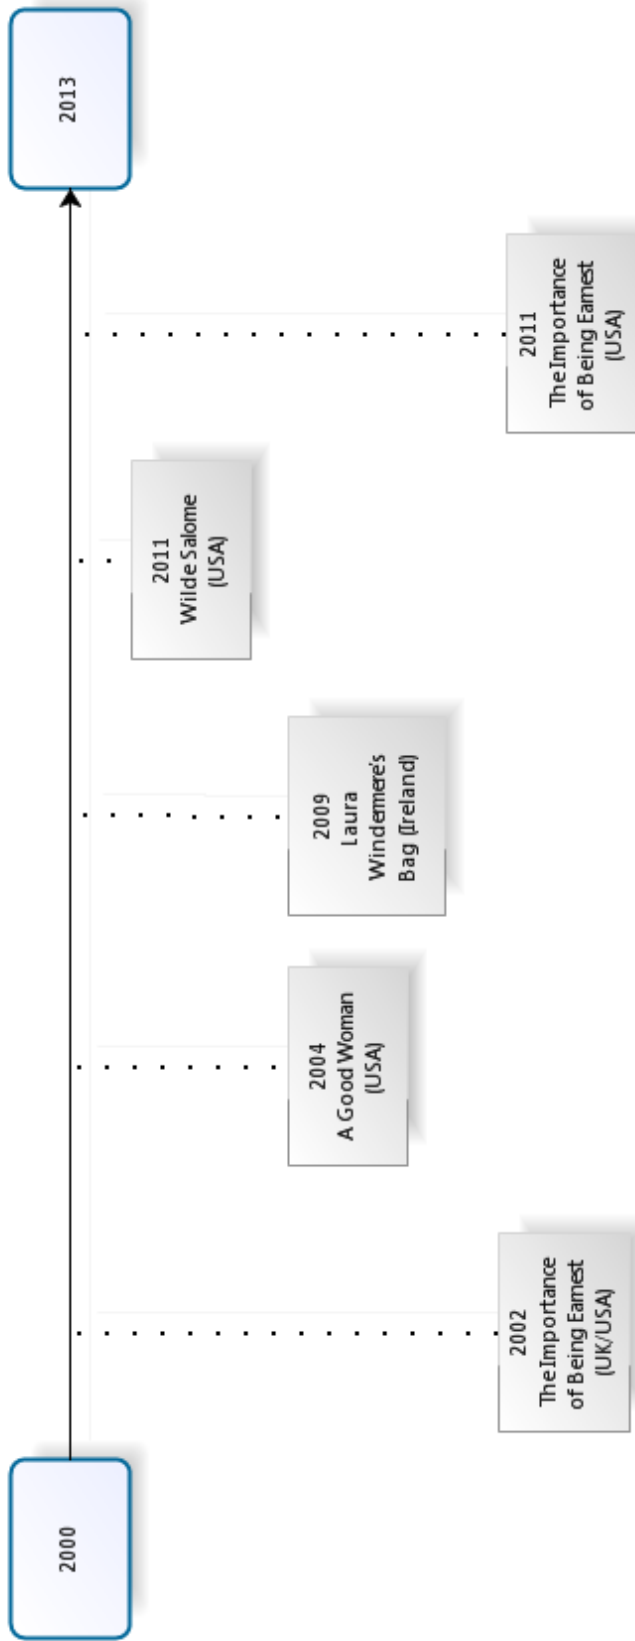 2000
2002
The Importance
of Being Earnest
(UK/USA)
2004
A Good Woman
(USA)
2009
Laura
Windermere's
Bag (Ireland)
2011
Wilde Salome
(USA)
2011
The Importance
of Being Earnest
(USA)
2013